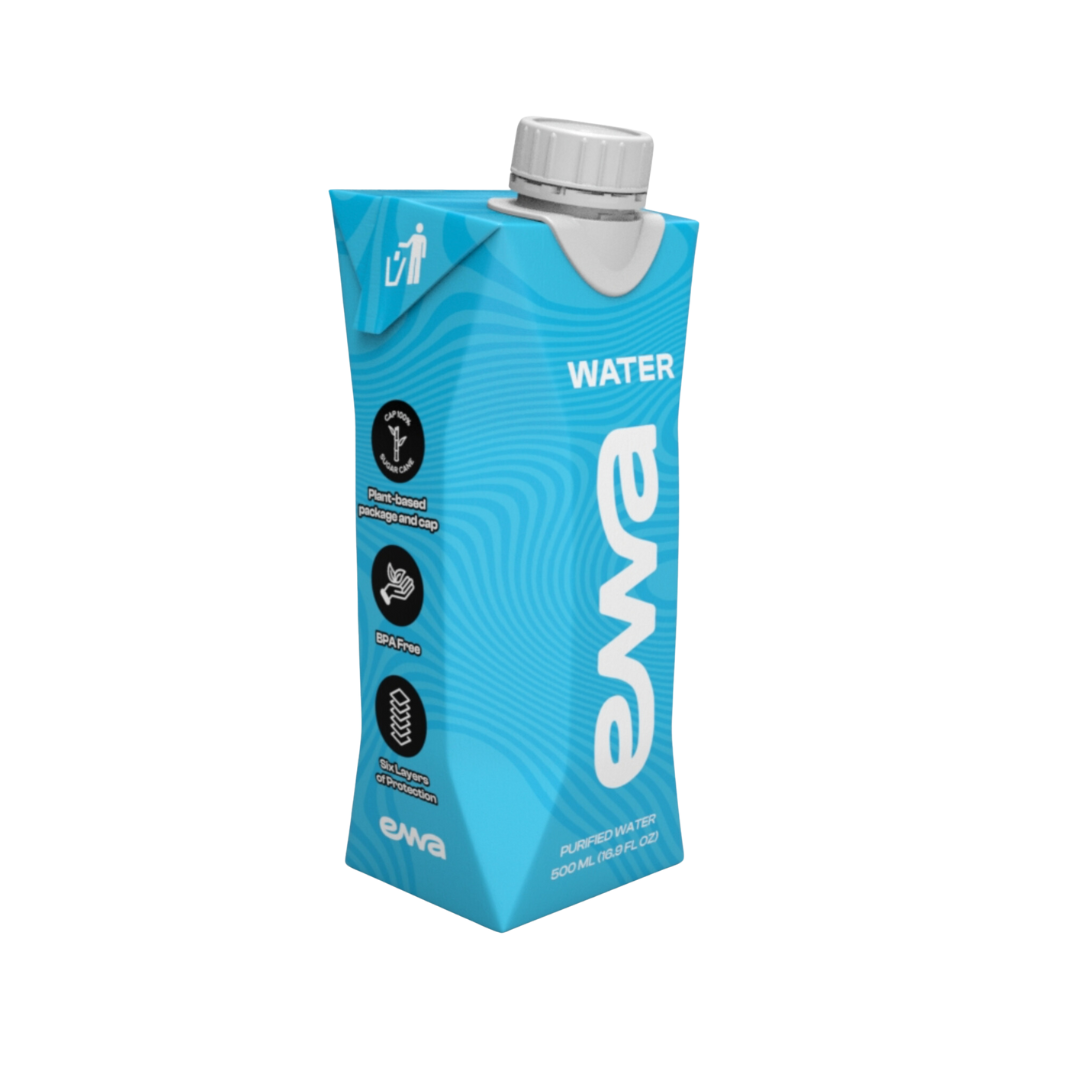 WATER
ewa
PURIFIED WATER
500 ML (16.9 FL OZ)
CAP 100%
SUGAR CANE
Plant-based
package and cap
BPA Free
Six Layers
of Protection
ewa